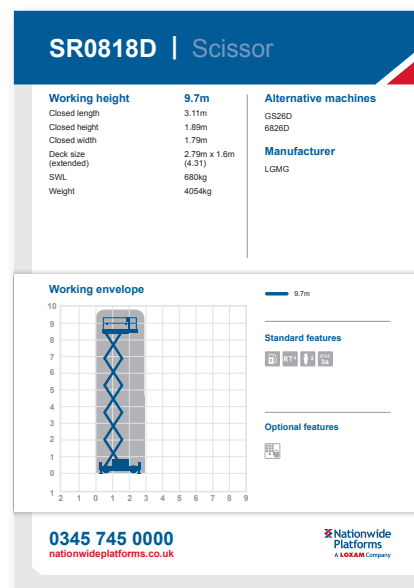 SR0818D | Scissor
Working height 9.7m
Closed length 3.11m
Closed height 1.89m
Closed width 1.79m
Deck size 2.79m x 1.6m
(extended) (4.31)
SWL 680kg
Weight 4054kg
Alternative machines
GS26D
6826D
Manufacturer
LGMG
Working envelope
10
9
8
7
6
5
4
3
2
1
0
1
2 1 0 1 2 3 4 5 6 7 8 9
9.7m
Standard features
RT
2
3a
Optional features
0345 745 0000
nationwideplatforms.co.uk
Nationwide
Platforms
A LOXAM Company